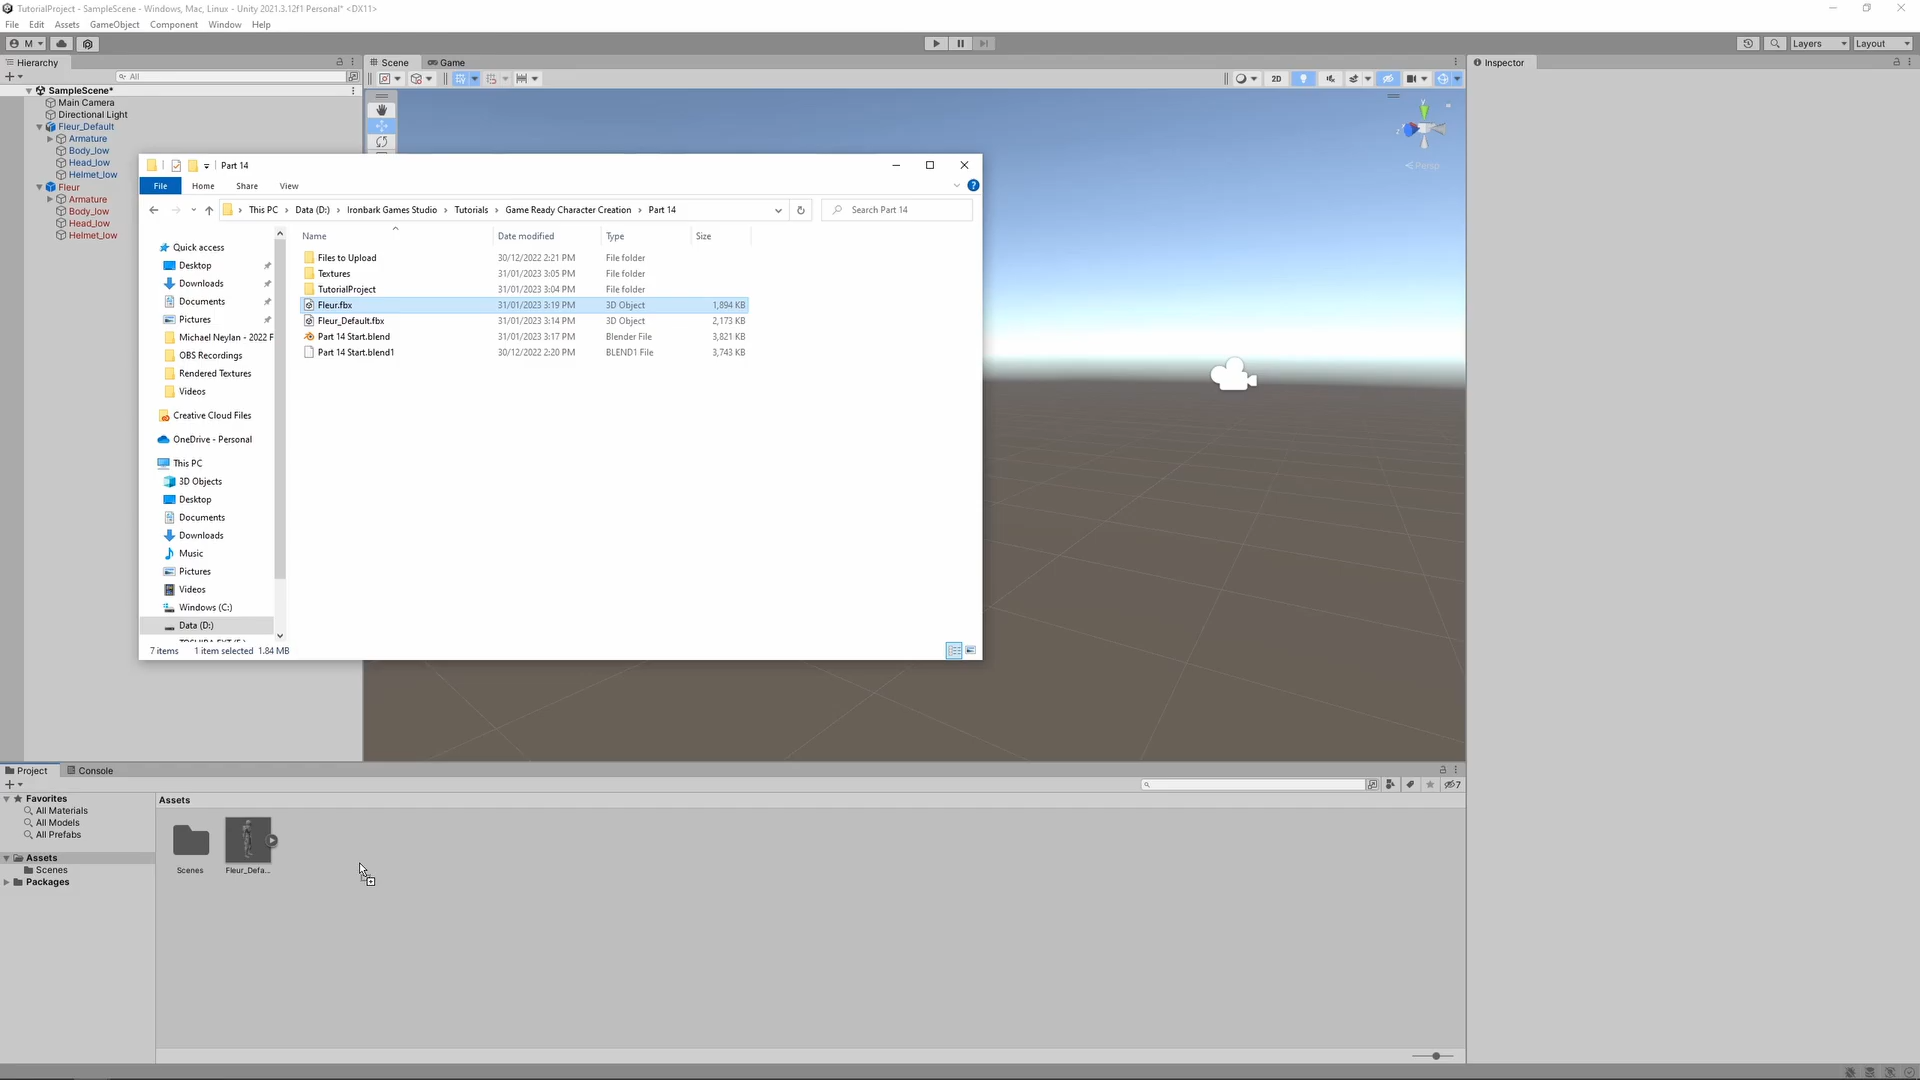 TutorialProject - SampleScene - Windows, Mac, Linux - Unity 2021.3.12f1 Personal* <DX11>
File Edit Assets GameObject Component Window Help
M
Layers Layout
Hierarchy
All
SampleScene*
Main Camera
Directional Light
Fleur_Default
Armature
Body_low
Head_low
Helmet_low
Fleur
Armature
Body_low
Head_low
Helmet_low
Scene Game
2D
Persp
Inspector
Part 14
File Home Share View
This PC Data (D:) Ironbark Games Studio Tutorials Game Ready Character Creation Part 14
Search Part 14
Quick access
Desktop
Downloads
Documents
Pictures
Michael Neylan - 2022 F
OBS Recordings
Rendered Textures
Videos
Creative Cloud Files
OneDrive - Personal
This PC
3D Objects
Desktop
Documents
Downloads
Music
Pictures
Videos
Windows (C:)
Data (D:)
Name Date modified Type Size
Files to Upload 30/12/2022 2:21 PM File folder
Textures 31/01/2023 3:05 PM File folder
TutorialProject 31/01/2023 3:04 PM File folder
Fleur.fbx 31/01/2023 3:19 PM 3D Object 1,894 KB
Fleur_Default.fbx 31/01/2023 3:14 PM 3D Object 2,173 KB
Part 14 Start.blend 31/01/2023 3:17 PM Blender File 3,821 KB
Part 14 Start.blend1 30/12/2022 2:20 PM BLEND1 File 3,743 KB
7 items 1 item selected 1.84 MB
Project Console
7
Favorites
All Materials
All Models
All Prefabs
Assets
Scenes
Packages
Assets
Scenes Fleur_Defa...